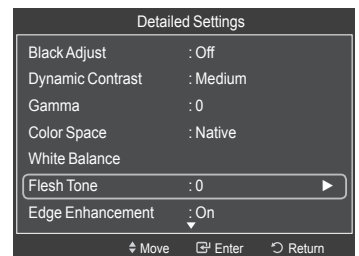 Detailed Settings
Black Adjust : Off
Dynamic Contrast : Medium
Gamma : 0
Color Space : Native
White Balance
Flesh Tone : 0 ►
Edge Enhancement : On
▼
Move Enter Return